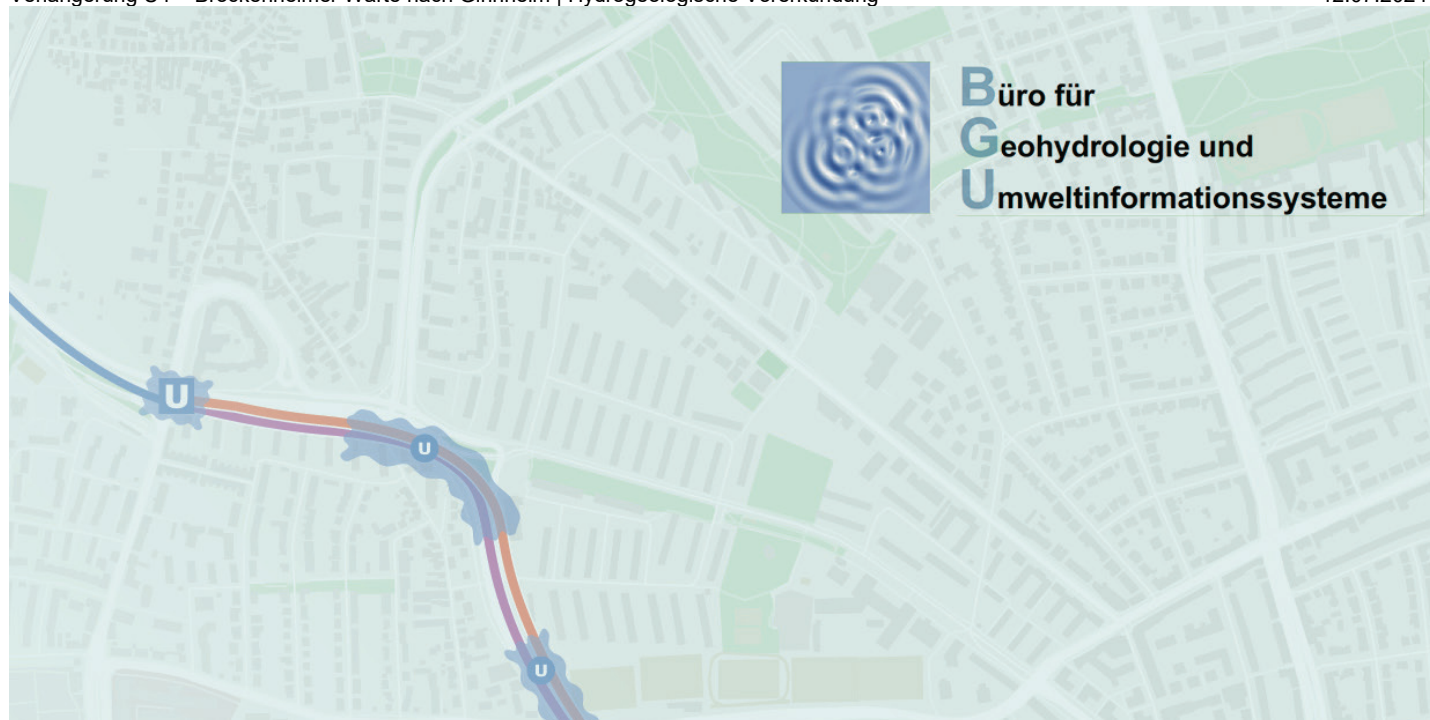 Büro für
Geohydrologie und
Umweltinformationssysteme
U
U
U